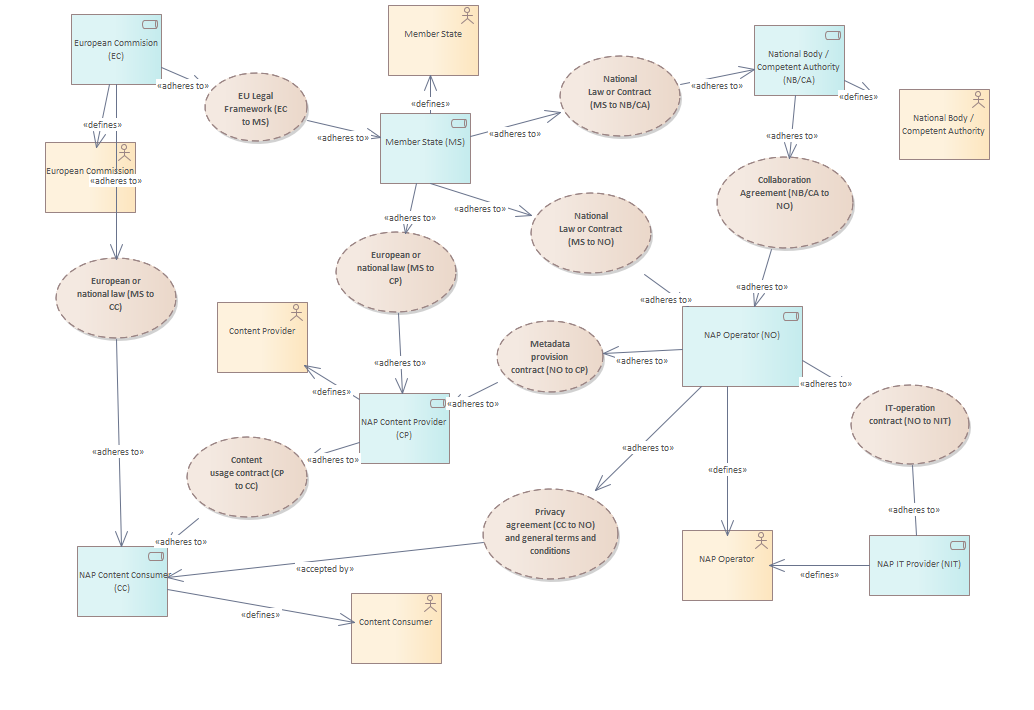 European Commision
(EC)
Member State
National Body /
Competent Authority
(NB/CA)
«adheres to»
EU Legal
Framework (EC
to MS)
«defines»
«adheres to»
National
Law or Contract
(MS to NB/CA)
«adheres to»
«defines»
National Body /
Competent Authority
«defines»
European Commission
«adheres to»
«adheres to»
Member State (MS)
«adheres to»
Collaboration
Agreement (NB/CA to
NO)
«adheres to»
«adheres to»
National
Law or Contract
(MS to NO)
European or
national law (MS to
CC)
European or
national law (MS to
CP)
«adheres to»
«adheres to»
Content Provider
NAP Operator (NO)
Metadata
provision
contract (NO to CP)
«adheres to»
«adheres to»
«adheres to»
«defines»
«adheres to»
NAP Content Provider
(CP)
IT-operation
contract (NO to NIT)
«adheres to»
«adheres to»
«adheres to»
Content
usage contract (CP
to CC)
«defines»
«adheres to»
Privacy
agreement (CC to NO)
and general terms and
conditions
«adheres to»
NAP Content Consumer
(CC)
«accepted by»
NAP Operator
«defines»
NAP IT Provider (NIT)
«defines»
Content Consumer